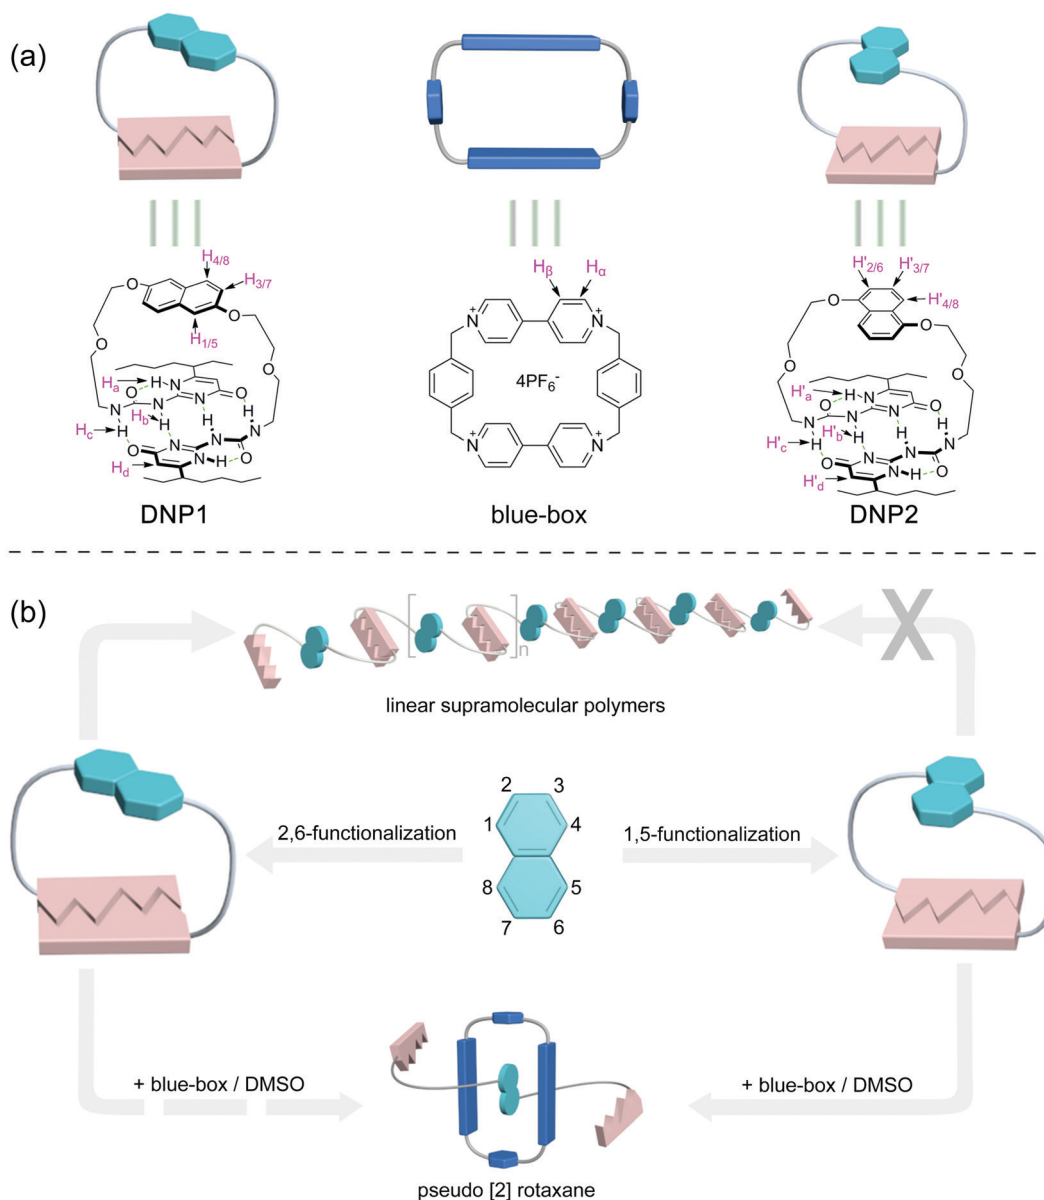 (a)
H4/8
H3/7
H1/5
O
O
O
O
Ha
H
O
N
N
O
N
N
H
Hb
H
H
N
Hc
H
N
N
O
N
N
H
O
Hd
DNP1
Hβ
Hα
N+
N+
4PF6-
N+
N+
blue-box
H'2/6
H'3/7
H'4/8
O
O
O
O
H'a
H
O
N
N
O
N
N
H
H'b
H
H
N
H'c
H
N
N
O
N
N
H
O
H'd
DNP2
(b)
n
X
linear supramolecular polymers
2 3
1 4
2,6-functionalization
1,5-functionalization
8 5
7 6
+ blue-box / DMSO
+ blue-box / DMSO
pseudo [2] rotaxane